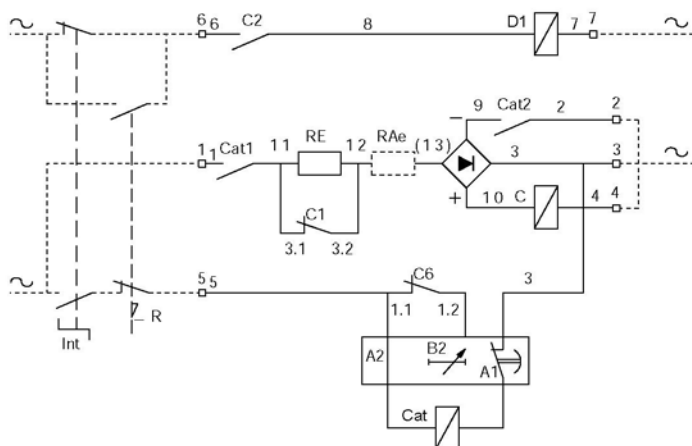 6 6 C2 8 D1 7 7
9 Cat2 2 2
1 1 Cat1 11 RE 12 RAe (13) − 3 3
C1 + 10 C 4 4
3.1 3.2
5 5 C6 3
1.1 1.2
R
Int A2 B2 A1
Cat